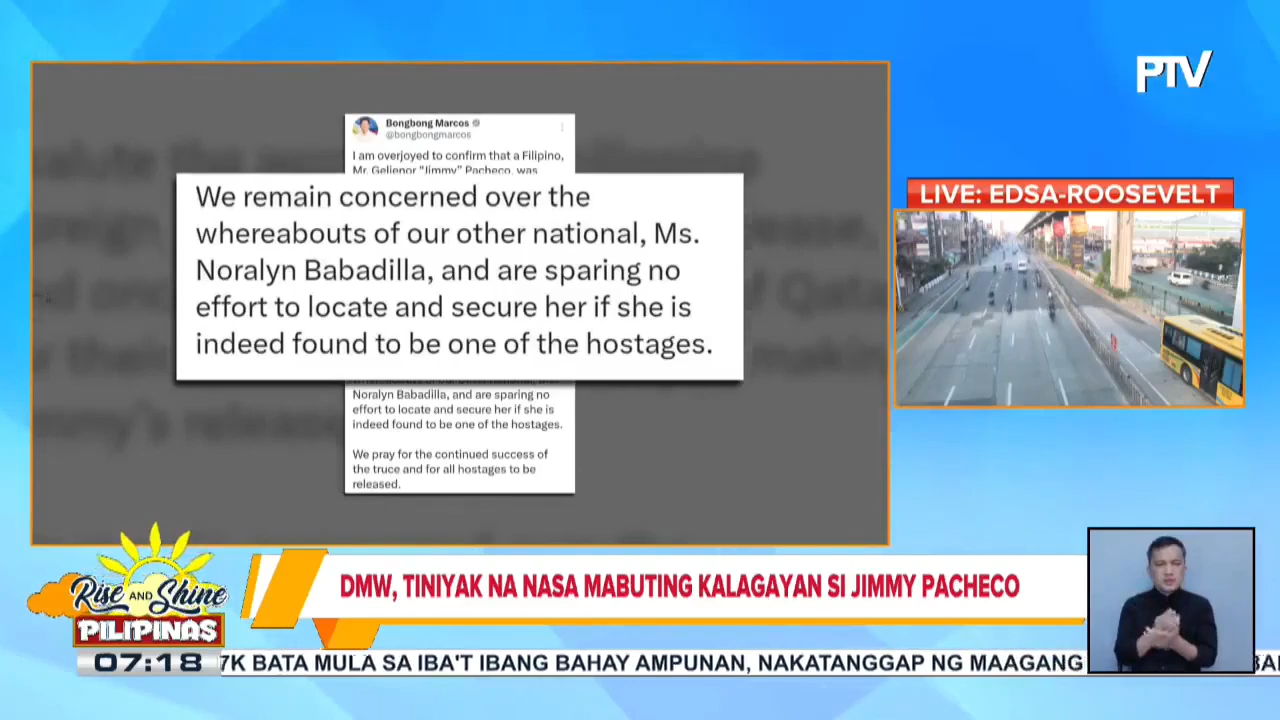 PTV
Bongbong Marcos
@bongbongmarcos
I am overjoyed to confirm that a Filipino,
Mr. Gelienor “Jimmy” Pacheco, was
We remain concerned over the
whereabouts of our other national, Ms.
Noralyn Babadilla, and are sparing no
effort to locate and secure her if she is
indeed found to be one of the hostages.
Noralyn Babadilla, and are sparing no
effort to locate and secure her if she is
indeed found to be one of the hostages.
We pray for the continued success of
the truce and for all hostages to be
released.
LIVE: EDSA-ROOSEVELT
Rise AND Shine
PILIPINAS
DMW, TINIYAK NA NASA MABUTING KALAGAYAN SI JIMMY PACHECO
07:18
7K BATA MULA SA IBA'T IBANG BAHAY AMPUNAN, NAKATANGGAP NG MAAGANG